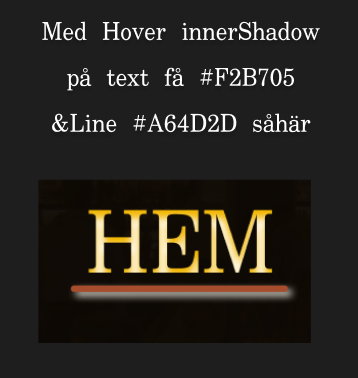 Med Hover innerShadow
på text få #F2B705
&Line #A64D2D såhär
HEM